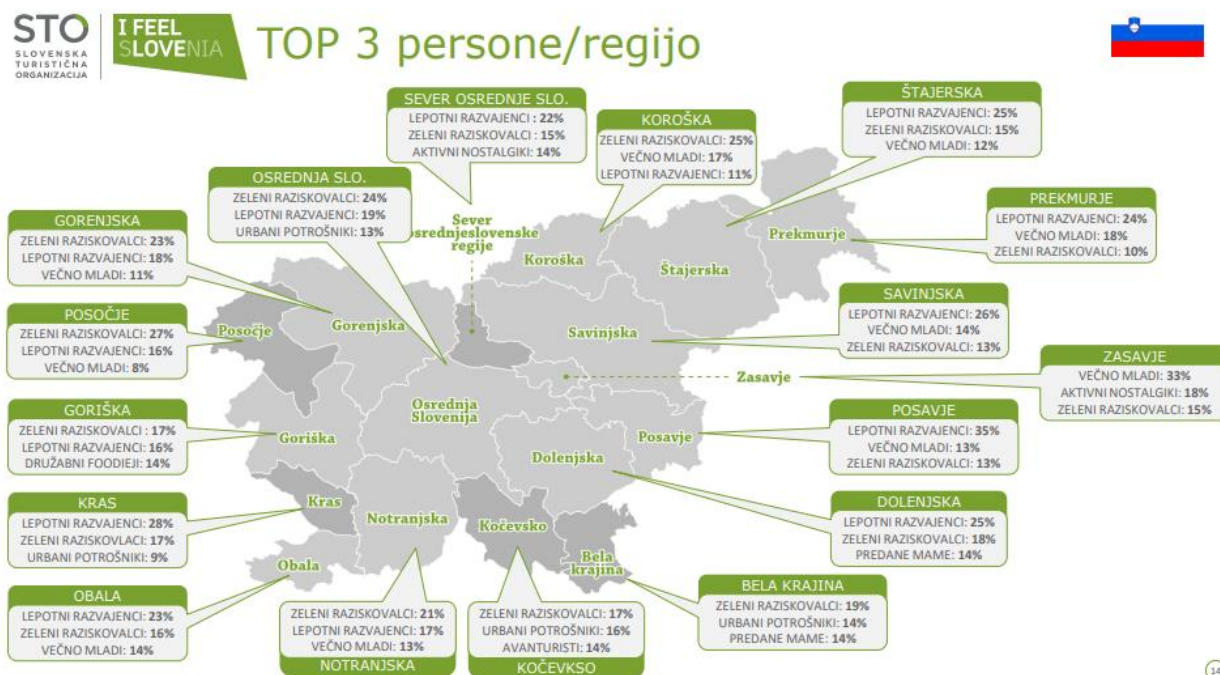 STO
SLOVENSKA
TURISTIČNA
ORGANIZACIJA
I FEEL
SLOVENIA
TOP 3 persone/regijo
SEVER OSREDNJE SLO.
LEPOTNI RAZVAJENCI : 22%
ZELENI RAZISKOVALCI : 15%
AKTIVNI NOSTALGIKI: 14%
KOROŠKA
ZELENI RAZISKOVALCI: 25%
VEČNO MLADI: 17%
LEPOTNI RAZVAJENCI: 11%
ŠTAJERSKA
LEPOTNI RAZVAJENCI: 25%
ZELENI RAZISKOVALCI: 15%
VEČNO MLADI: 12%
OSREDNJA SLO.
ZELENI RAZISKOVALCI: 24%
LEPOTNI RAZVAJENCI: 19%
URBANI POTROŠNIKI: 13%
PREKMURJE
LEPOTNI RAZVAJENCI: 24%
VEČNO MLADI: 18%
ZELENI RAZISKOVALCI: 10%
GORENJSKA
ZELENI RAZISKOVALCI: 23%
LEPOTNI RAZVAJENCI: 18%
VEČNO MLADI: 11%
SAVINJSKA
LEPOTNI RAZVAJENCI: 26%
VEČNO MLADI: 14%
ZELENI RAZISKOVALCI: 13%
POSOČJE
ZELENI RAZISKOVALCI: 27%
LEPOTNI RAZVAJENCI: 16%
VEČNO MLADI: 8%
ZASAVJE
VEČNO MLADI: 33%
AKTIVNI NOSTALGIKI: 18%
ZELENI RAZISKOVALCI: 15%
GORIŠKA
ZELENI RAZISKOVALCI : 17%
LEPOTNI RAZVAJENCI: 16%
DRUŽABNI FOODIEJI: 14%
POSAVJE
LEPOTNI RAZVAJENCI: 35%
VEČNO MLADI: 13%
ZELENI RAZISKOVALCI: 13%
KRAS
LEPOTNI RAZVAJENCI: 28%
ZELENI RAZISKOVLACI: 17%
URBANI POTROŠNIKI: 9%
DOLENJSKA
LEPOTNI RAZVAJENCI: 25%
ZELENI RAZISKOVALCI: 18%
PREDANE MAME: 14%
OBALA
LEPOTNI RAZVAJENCI: 23%
ZELENI RAZISKOVALCI: 16%
VEČNO MLADI: 14%
ZELENI RAZISKOVALCI: 21%
LEPOTNI RAZVAJENCI: 17%
VEČNO MLADI: 13%
NOTRANJSKA
ZELENI RAZISKOVALCI: 17%
URBANI POTROŠNIKI: 16%
AVANTURISTI: 14%
KOČEVKSO
BELA KRAJINA
ZELENI RAZISKOVALCI: 19%
URBANI POTROŠNIKI: 14%
PREDANE MAME: 14%
Sever
osrednjeslovenske
regije
Koroška
Štajerska
Prekmurje
Posočje
Gorenjska
Savinjska
Zasavje
Osrednja
Slovenija
Goriška
Posavje
Dolenjska
Kras
Notranjska
Kočevsko
Obala
Bela
krajina
14